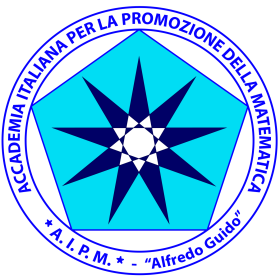 ACCADEMIA ITALIANA PER LA PROMOZIONE DELLA MATEMATICA
* A. I. P. M. * - “Alfredo Guido”